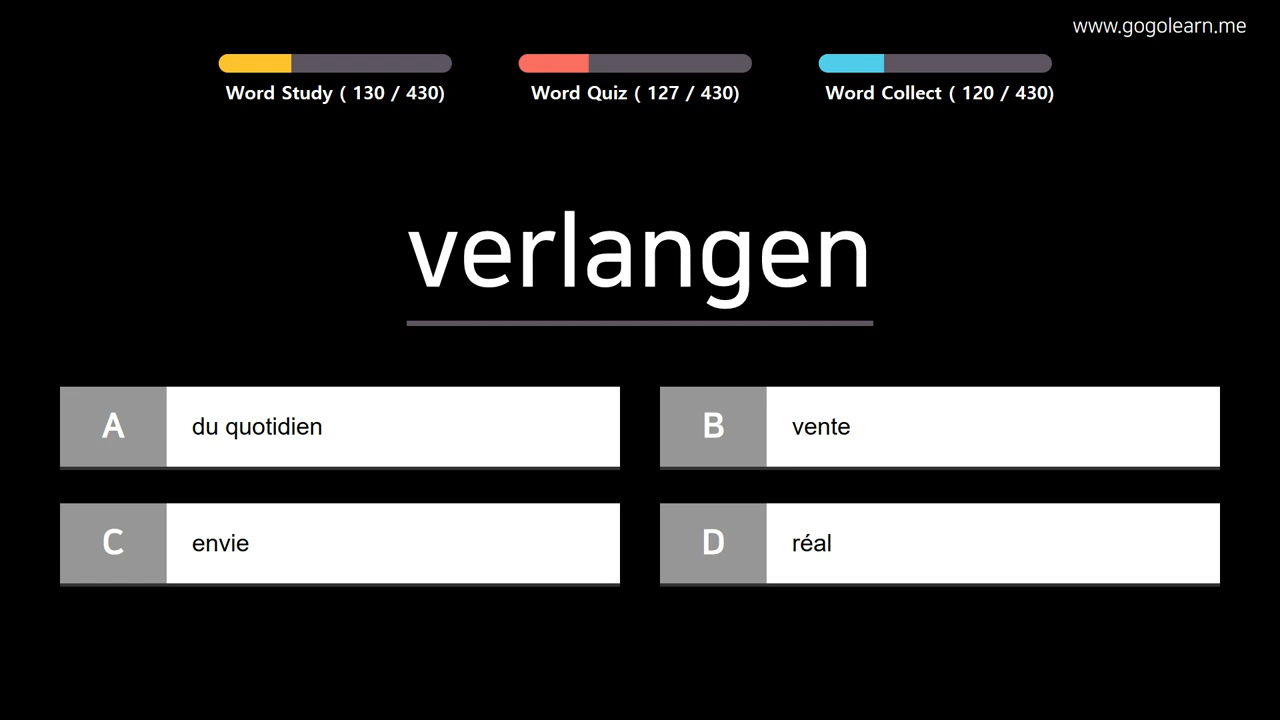 www.gogolearn.me
Word Study ( 130 / 430)
Word Quiz ( 127 / 430)
Word Collect ( 120 / 430)
verlangen
A du quotidien
B vente
C envie
D réal